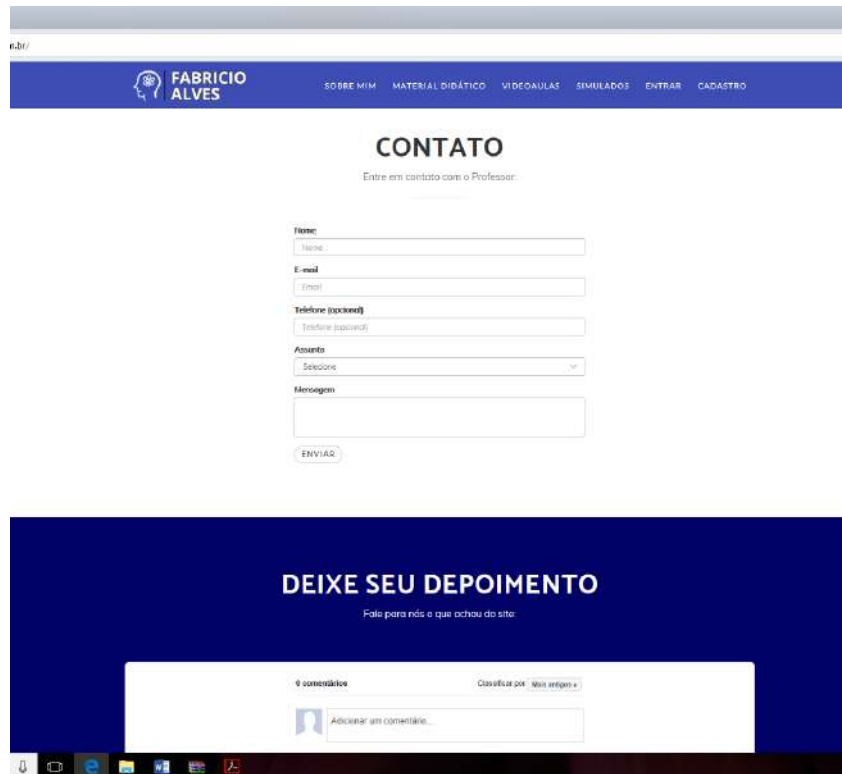 n.br/
FABRICIO
ALVES
SOBRE MIM MATERIAL DIDÁTICO VIDEOAULAS SIMULADOS ENTRAR CADASTRO
CONTATO
Entre em contato com o Professor:
Nome:
Nome...
E-mail
Email
Telefone (opcional)
Telefone (opcional)
Assunto
Selecione
Mensagem
ENVIAR
DEIXE SEU DEPOIMENTO
Fale para nós o que achou do site:
0 comentários Classificar por Mais antigos
Adicionar um comentário...